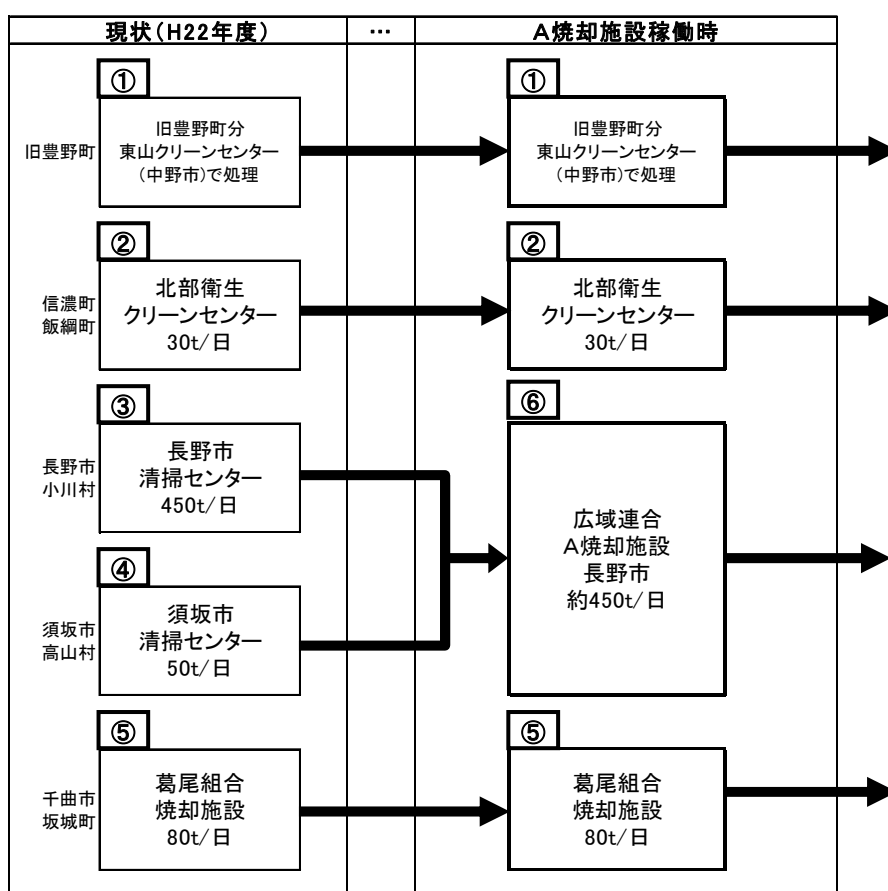 現状(H22年度)
…
A焼却施設稼働時
旧豊野町
①
旧豊野町分
東山クリーンセンター
(中野市)で処理
①
旧豊野町分
東山クリーンセンター
(中野市)で処理
信濃町
飯綱町
②
北部衛生
クリーンセンター
30t/日
②
北部衛生
クリーンセンター
30t/日
長野市
小川村
③
長野市
清掃センター
450t/日
須坂市
高山村
④
須坂市
清掃センター
50t/日
⑥
広域連合
A焼却施設
長野市
約450t/日
千曲市
坂城町
⑤
葛尾組合
焼却施設
80t/日
⑤
葛尾組合
焼却施設
80t/日